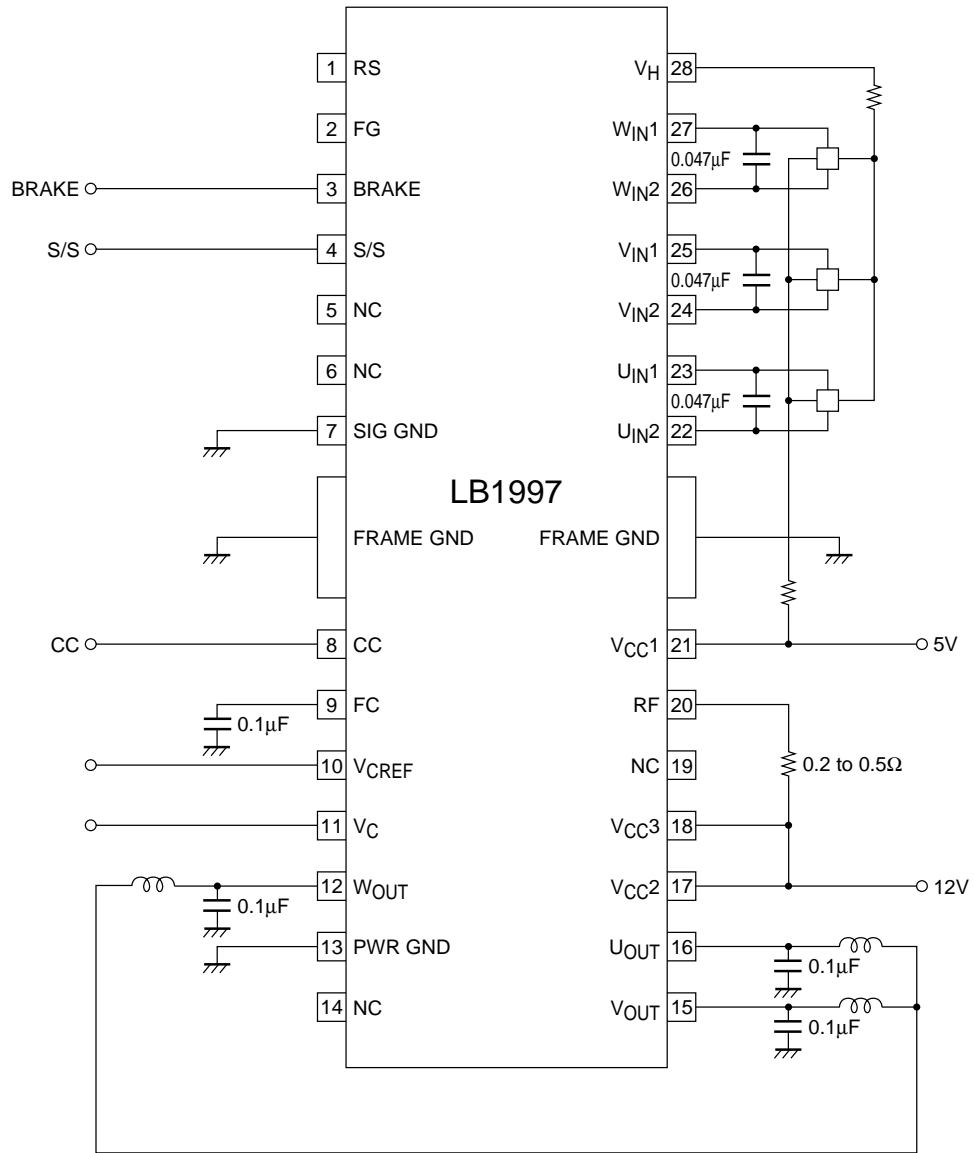 1 RS VH 28
2 FG WIN1 27
0.047μF
BRAKE 3 BRAKE WIN2 26
S/S 4 S/S VIN1 25
0.047μF
5 NC VIN2 24
6 NC UIN1 23
0.047μF
7 SIG GND UIN2 22
LB1997
FRAME GND FRAME GND
CC 8 CC VCC1 21 5V
9 FC RF 20
0.1μF
10 VCREF NC 19 0.2 to 0.5Ω
11 VC VCC3 18
12 WOUT VCC2 17 12V
0.1μF
13 PWR GND UOUT 16
0.1μF
14 NC VOUT 15
0.1μF